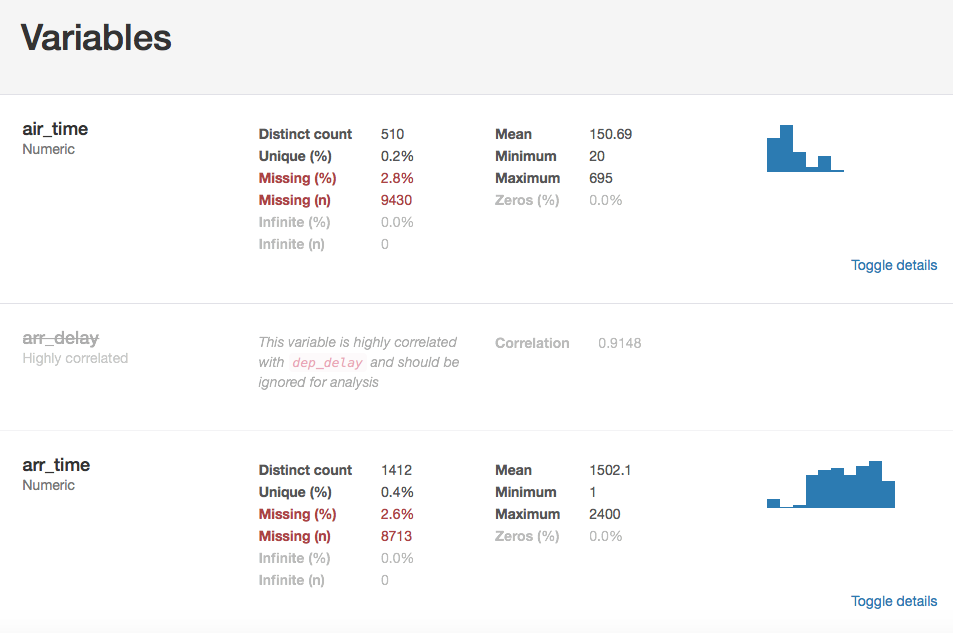 Variables
air_time
Numeric
Distinct count 510
Unique (%) 0.2%
Missing (%) 2.8%
Missing (n) 9430
Infinite (%) 0.0%
Infinite (n) 0
Mean 150.69
Minimum 20
Maximum 695
Zeros (%) 0.0%
Toggle details
arr_delay
Highly correlated
This variable is highly correlated
with dep_delay and should be
ignored for analysis
Correlation 0.9148
arr_time
Numeric
Distinct count 1412
Unique (%) 0.4%
Missing (%) 2.6%
Missing (n) 8713
Infinite (%) 0.0%
Infinite (n) 0
Mean 1502.1
Minimum 1
Maximum 2400
Zeros (%) 0.0%
Toggle details